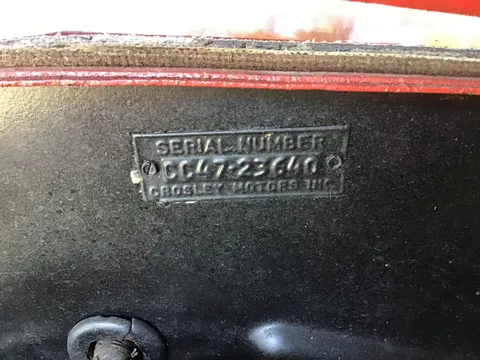 SERIAL NUMBER
CC47-23640
CROSLEY MOTORS INC.